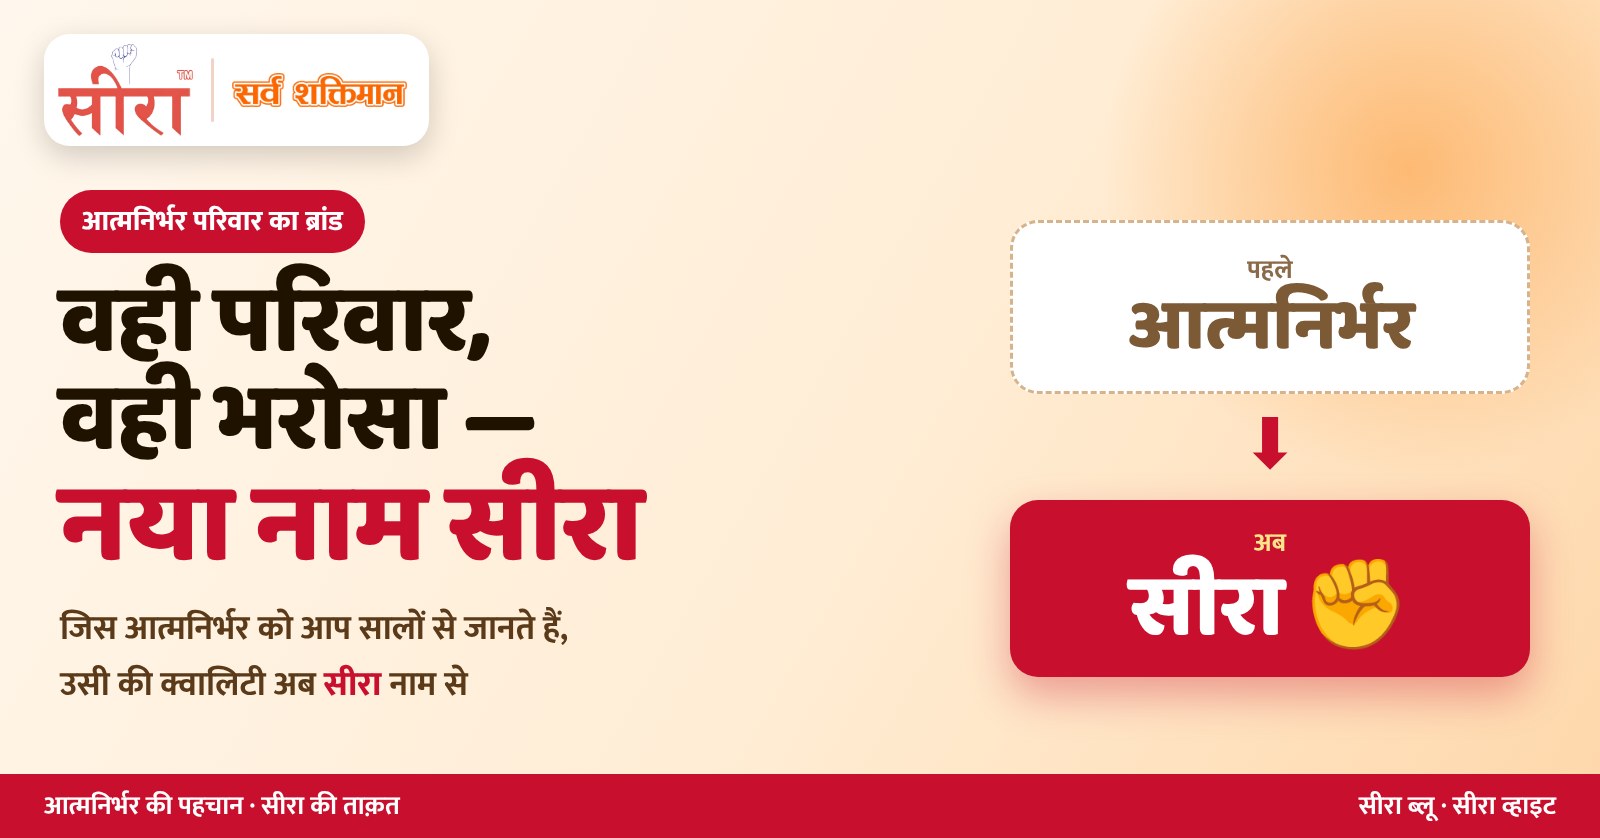 सीरा TM
सर्व शक्तिमान
आत्मनिर्भर परिवार का ब्रांड
वही परिवार,
वही भरोसा –
नया नाम सीरा
जिस आत्मनिर्भर को आप सालों से जानते हैं,
उसी की क्वालिटी अब सीरा नाम से
पहले
आत्मनिर्भर
अब
सीरा
आत्मनिर्भर की पहचान · सीरा की ताक़त
सीरा ब्लू · सीरा व्हाइट